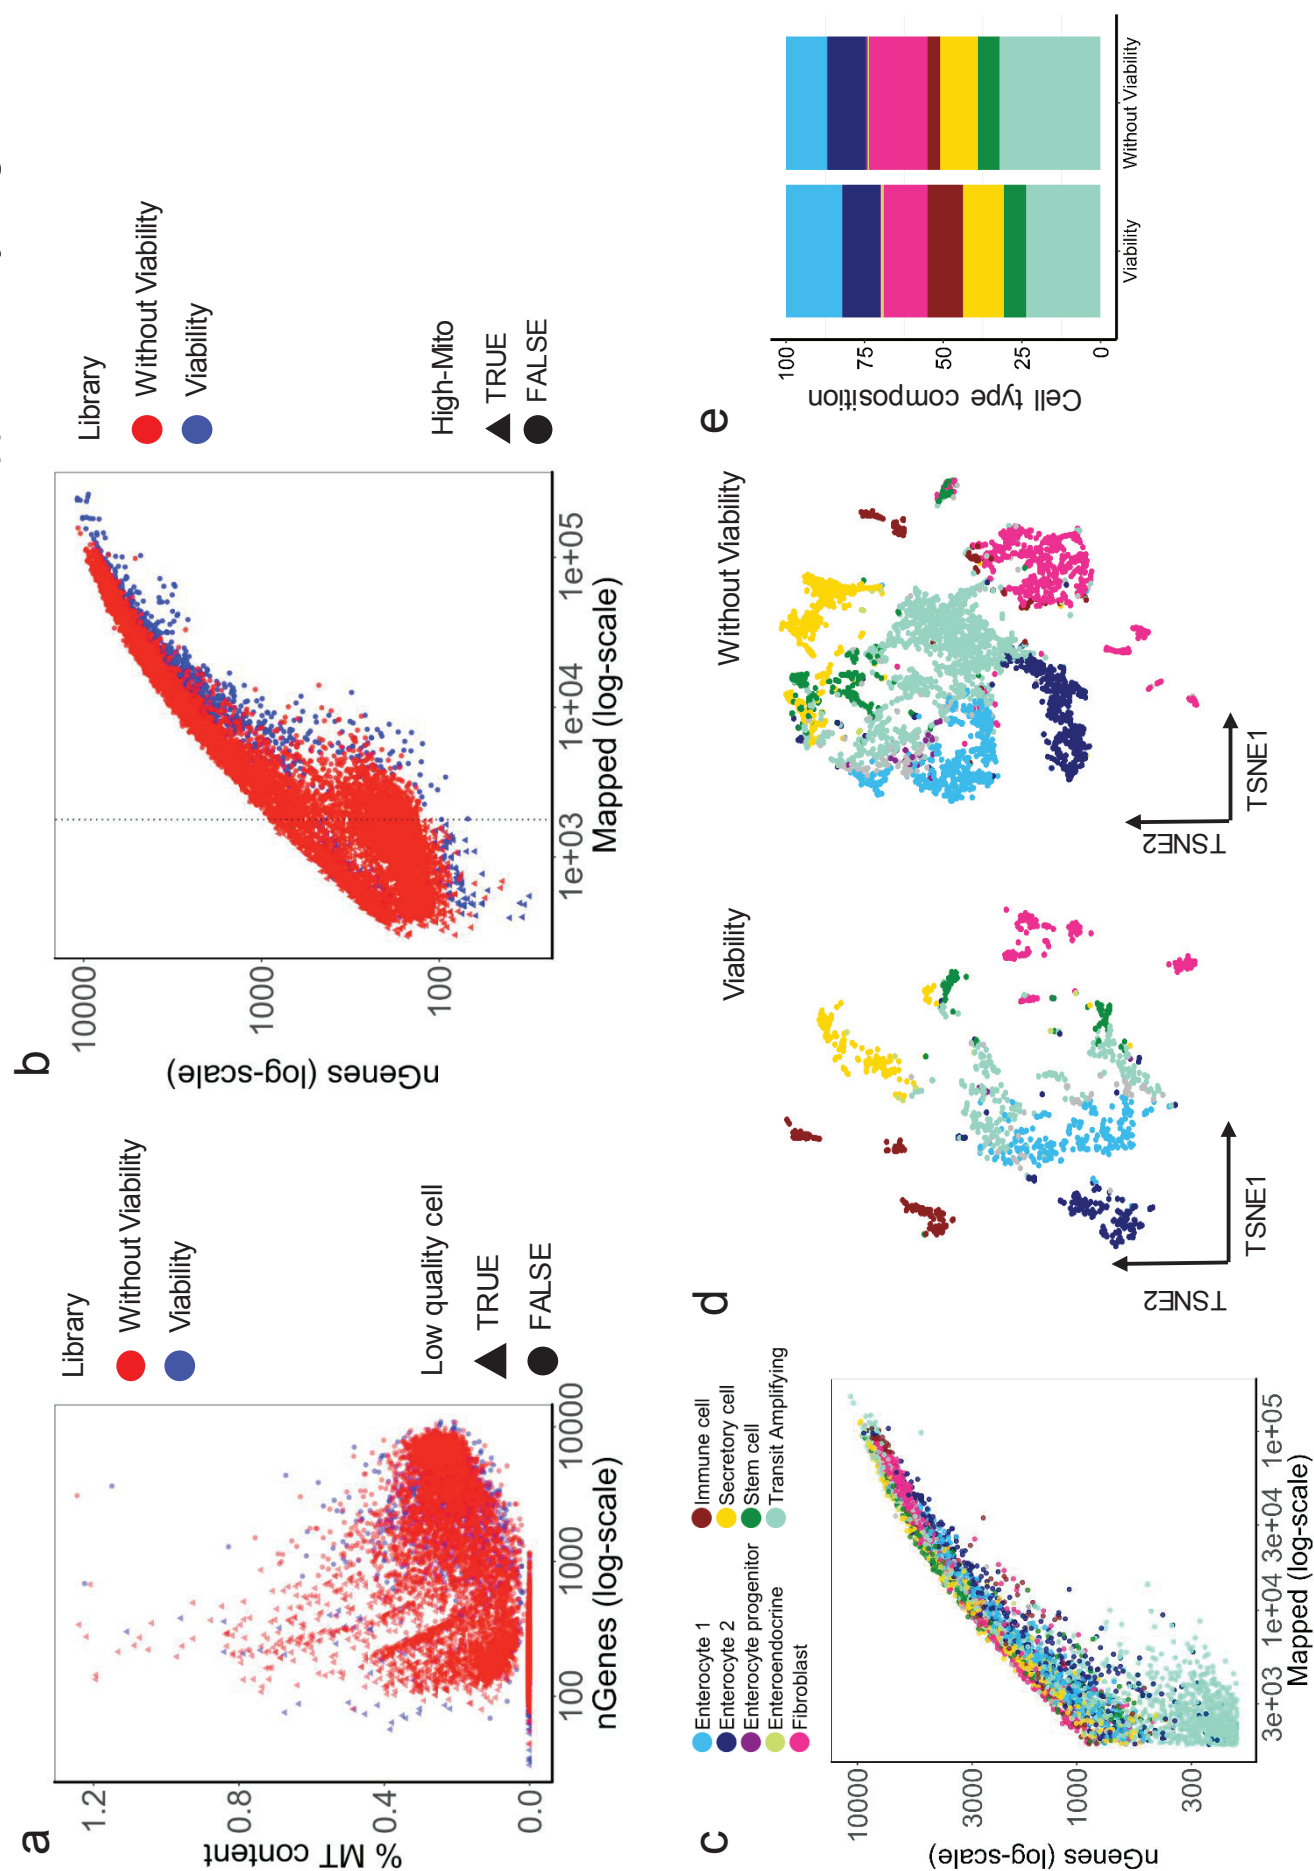 a
% MT content
1.2
0.8
0.4
0.0
100
1000
10000
nGenes (log-scale)
Library
Without Viability
Viability
Low quality cell
TRUE
FALSE
b
nGenes (log-scale)
10000
1000
100
1e+03
1e+04
1e+05
Mapped (log-scale)
Library
Without Viability
Viability
High-Mito
TRUE
FALSE
c
Enterocyte 1
Enterocyte 2
Enterocyte progenitor
Enteroendocrine
Fibroblast
Immune cell
Secretory cell
Stem cell
Transit Amplifying
nGenes (log-scale)
10000
3000
1000
300
3e+03
1e+04
3e+04
1e+05
Mapped (log-scale)
d
Viability
TSNE2
TSNE1
Without Viability
TSNE2
TSNE1
e
Cell type composition
100
75
50
25
0
Viability
Without Viability